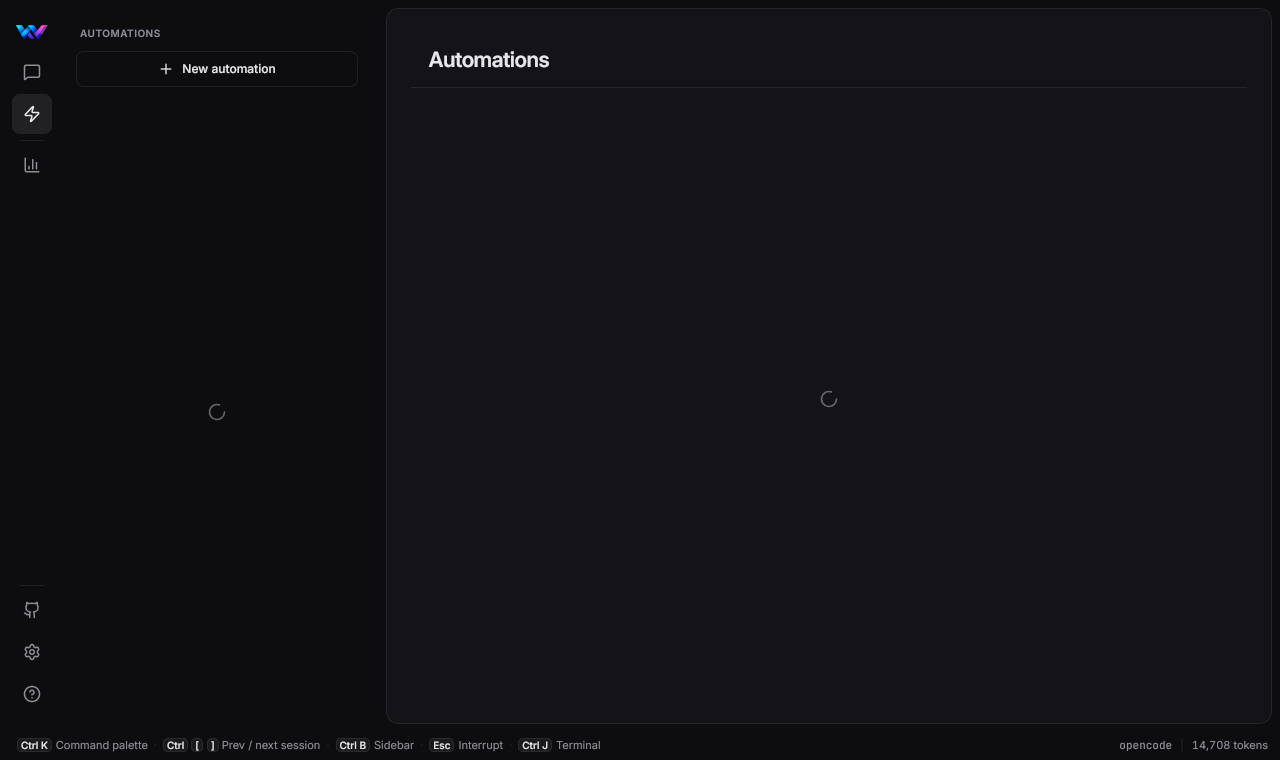 AUTOMATIONS
New automation
Automations
Ctrl K Command palette · Ctrl [ ] Prev / next session · Ctrl B Sidebar · Esc Interrupt · Ctrl J Terminal
opencode | 14,708 tokens